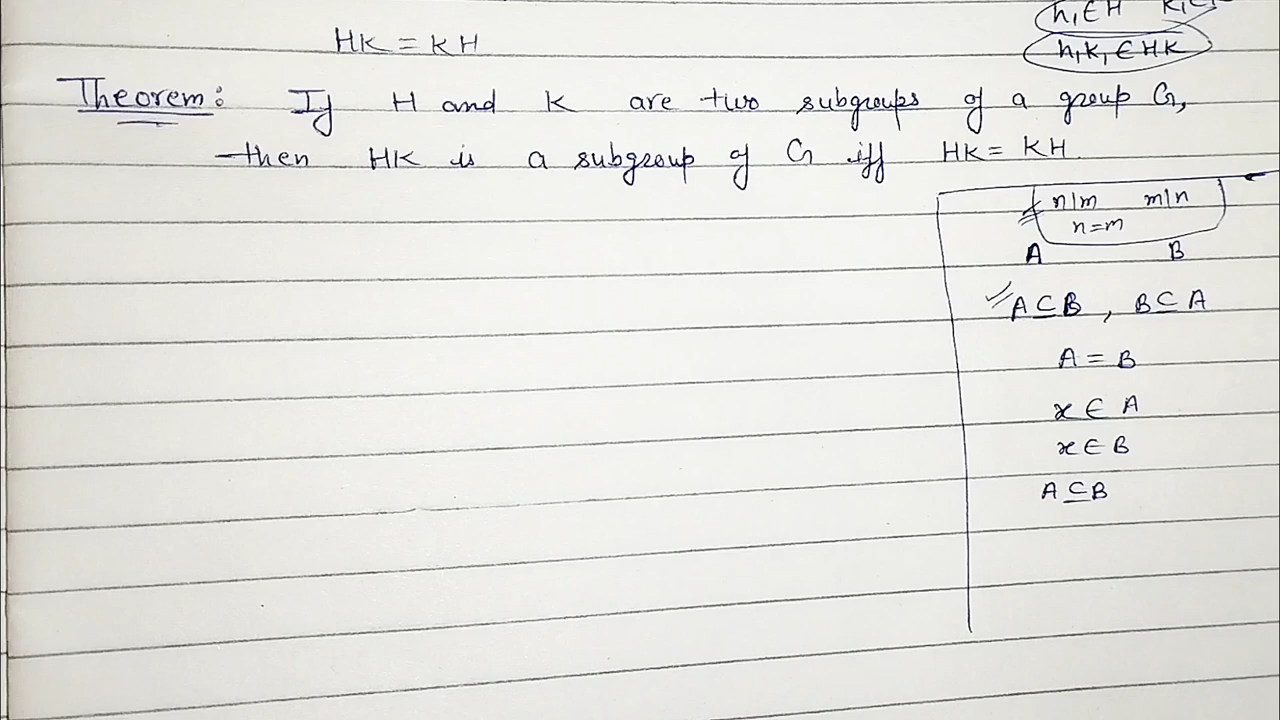 h₁∈H
HK = KH
h₁k₁∈HK
Theorem: If H and K are two subgroups of a group G,
then HK is a subgroup of G iff HK = KH.
n|m m|n
n=m
A B
A⊆B, B⊆A
A = B
x ∈ A
x ∈ B
A ⊆ B